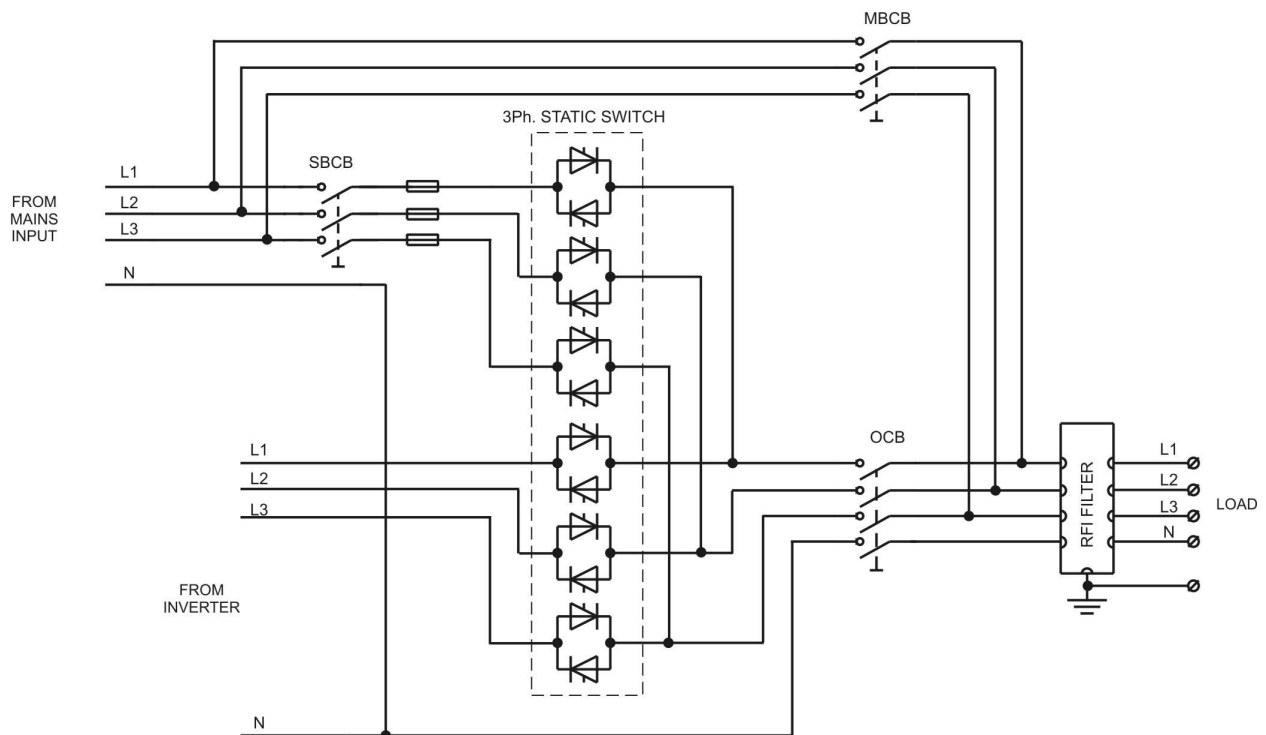 MBCB
3Ph. STATIC SWITCH
SBCB
L1
L2
L3
N
FROM
MAINS
INPUT
L1
L2
L3
FROM
INVERTER
N
OCB
RFI FILTER
L1
L2
L3
N
LOAD